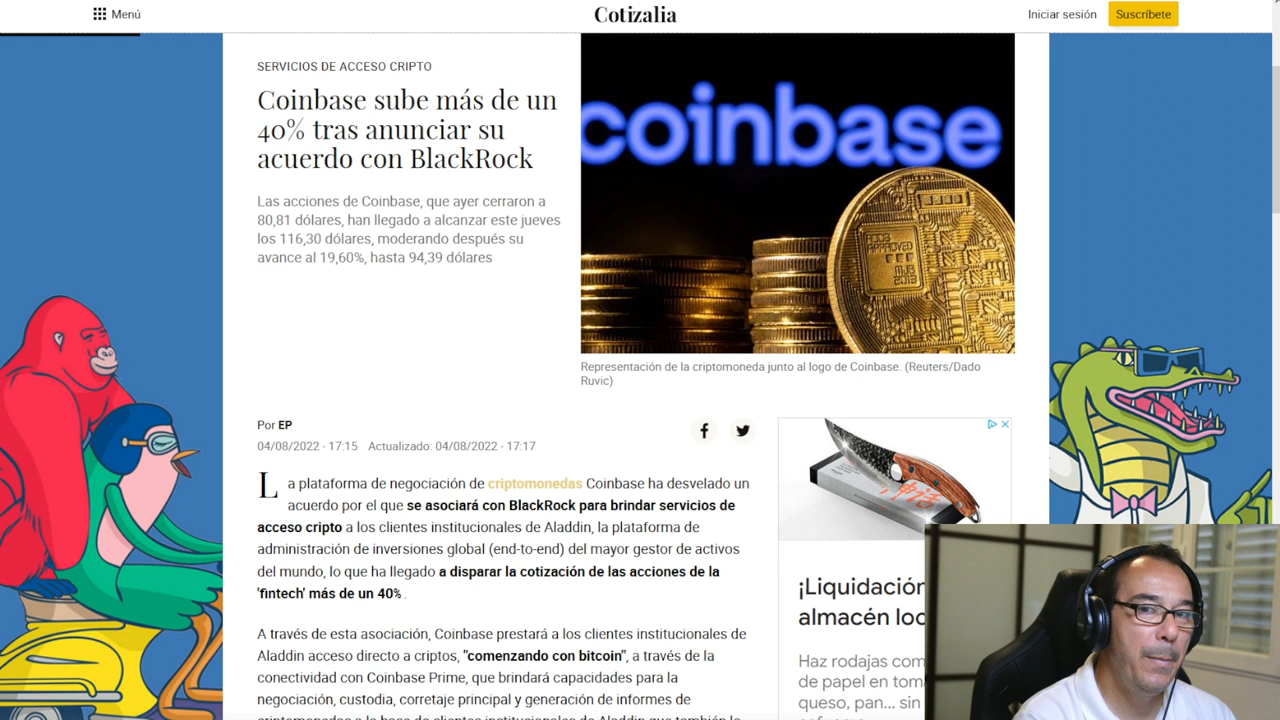 Menú
Cotizalia
Iniciar sesión
Suscríbete
SERVICIOS DE ACCESO CRIPTO
Coinbase sube más de un
40% tras anunciar su
acuerdo con BlackRock
Las acciones de Coinbase, que ayer cerraron a
80,81 dólares, han llegado a alcanzar este jueves
los 116,30 dólares, moderando después su
avance al 19,60%, hasta 94,39 dólares
coinbase
Representación de la criptomoneda junto al logo de Coinbase. (Reuters/Dado
Ruvic)
Por EP
04/08/2022 - 17:15 Actualizado: 04/08/2022 - 17:17
La plataforma de negociación de criptomonedas Coinbase ha desvelado un
acuerdo por el que se asociará con BlackRock para brindar servicios de
acceso cripto a los clientes institucionales de Aladdin, la plataforma de
administración de inversiones global (end-to-end) del mayor gestor de activos
del mundo, lo que ha llegado a disparar la cotización de las acciones de la
'fintech' más de un 40% .
A través de esta asociación, Coinbase prestará a los clientes institucionales de
Aladdin acceso directo a criptos, "comenzando con bitcoin", a través de la
conectividad con Coinbase Prime, que brindará capacidades para la
negociación, custodia, corretaje principal y generación de informes de
¡Liquidación
almacén loc
Haz rodajas com
de papel en tom
queso, pan... sin